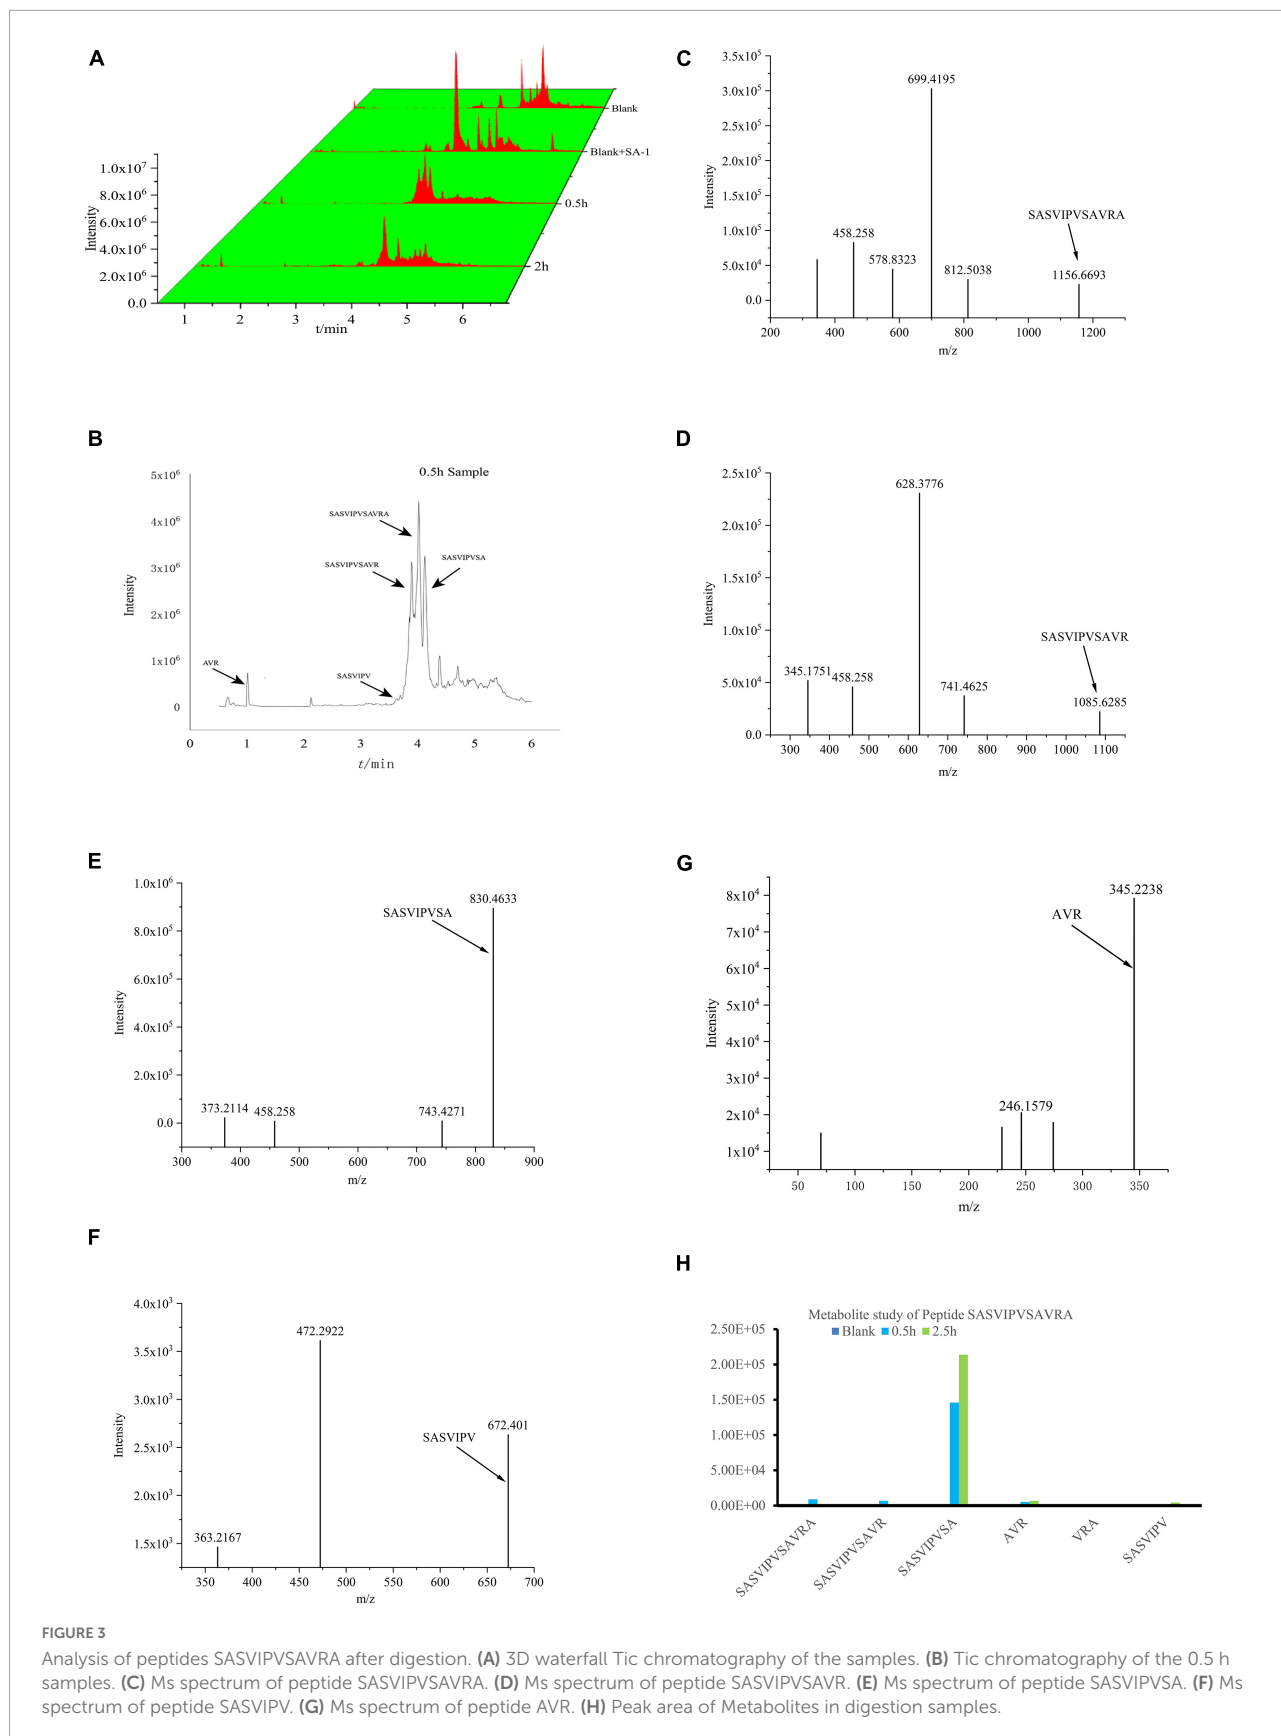 A
Blank
Blank+SA-1
0.5h
2h
1.0x10⁷
8.0x10⁶
6.0x10⁶
4.0x10⁶
2.0x10⁶
0.0
Intensity
1 2 3 4 5 6
t/min
C
3.5x10⁵
3.0x10⁵
2.5x10⁵
2.0x10⁵
1.5x10⁵
1.0x10⁵
5.0x10⁴
0.0
Intensity
699.4195
SASVIPVSAVRA
458.258
578.8323
812.5038
1156.6693
200 400 600 800 1000 1200
m/z
B
0.5h Sample
5x10⁶
4x10⁶
3x10⁶
2x10⁶
1x10⁶
0
Intensity
SASVIPVSAVRA
SASVIPVSAVR
SASVIPVSA
AVR
SASVIPV
0 1 2 3 4 5 6
t/min
D
2.5x10⁵
2.0x10⁵
1.5x10⁵
1.0x10⁵
5.0x10⁴
0.0
Intensity
628.3776
SASVIPVSAVR
345.1751
458.258
741.4625
1085.6285
300 400 500 600 700 800 900 1000 1100
m/z
E
1.0x10⁶
8.0x10⁵
6.0x10⁵
4.0x10⁵
2.0x10⁵
0.0
Intensity
830.4633
SASVIPVSA
373.2114
458.258
743.4271
300 400 500 600 700 800 900
m/z
G
8x10⁴
7x10⁴
6x10⁴
5x10⁴
4x10⁴
3x10⁴
2x10⁴
1x10⁴
Intensity
345.2238
AVR
246.1579
50 100 150 200 250 300 350
m/z
F
4.0x10³
3.5x10³
3.0x10³
2.5x10³
2.0x10³
1.5x10³
Intensity
472.2922
672.401
SASVIPV
363.2167
350 400 450 500 550 600 650 700
m/z
H
Metabolite study of Peptide SASVIPVSAVRA
Blank 0.5h 2.5h
2.50E+05
2.00E+05
1.50E+05
1.00E+05
5.00E+04
0.00E+00
SASVIPVSAVRA
SASVIPVSAVR
SASVIPVSA
AVR
VRA
SASVIPV
FIGURE 3
Analysis of peptides SASVIPVSAVRA after digestion. (A) 3D waterfall Tic chromatography of the samples. (B) Tic chromatography of the 0.5 h
samples. (C) Ms spectrum of peptide SASVIPVSAVRA. (D) Ms spectrum of peptide SASVIPVSAVR. (E) Ms spectrum of peptide SASVIPVSA. (F) Ms
spectrum of peptide SASVIPV. (G) Ms spectrum of peptide AVR. (H) Peak area of Metabolites in digestion samples.